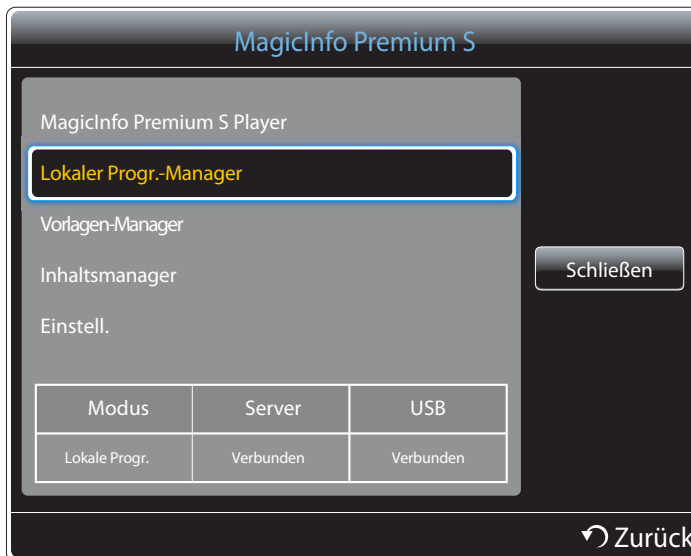 MagicInfo Premium S
MagicInfo Premium S Player
Lokaler Progr.-Manager
Vorlagen-Manager
Inhaltsmanager
Einstell.
Schließen
Modus Server USB
Lokale Progr. Verbunden Verbunden
Zurück